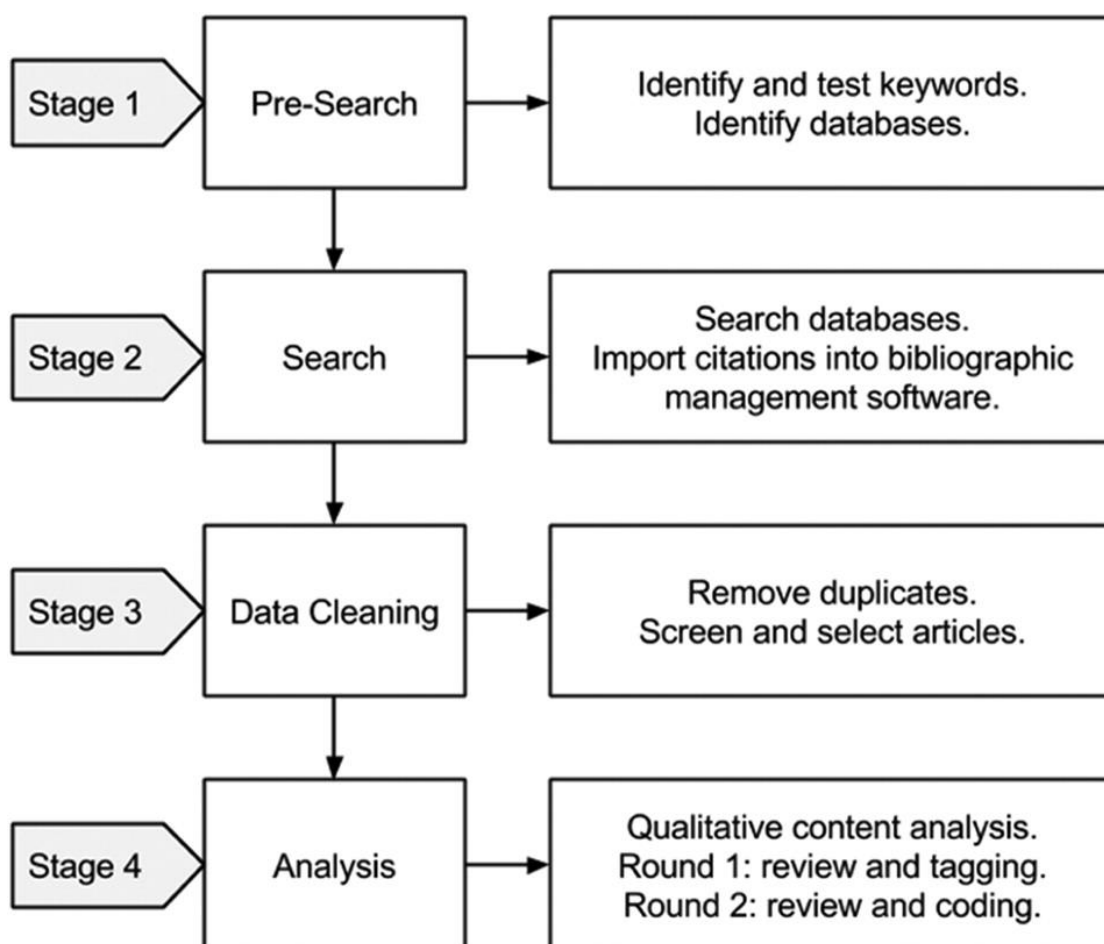 Stage 1
Pre-Search
Identify and test keywords.
Identify databases.
Stage 2
Search
Search databases.
Import citations into bibliographic
management software.
Stage 3
Data Cleaning
Remove duplicates.
Screen and select articles.
Stage 4
Analysis
Qualitative content analysis.
Round 1: review and tagging.
Round 2: review and coding.